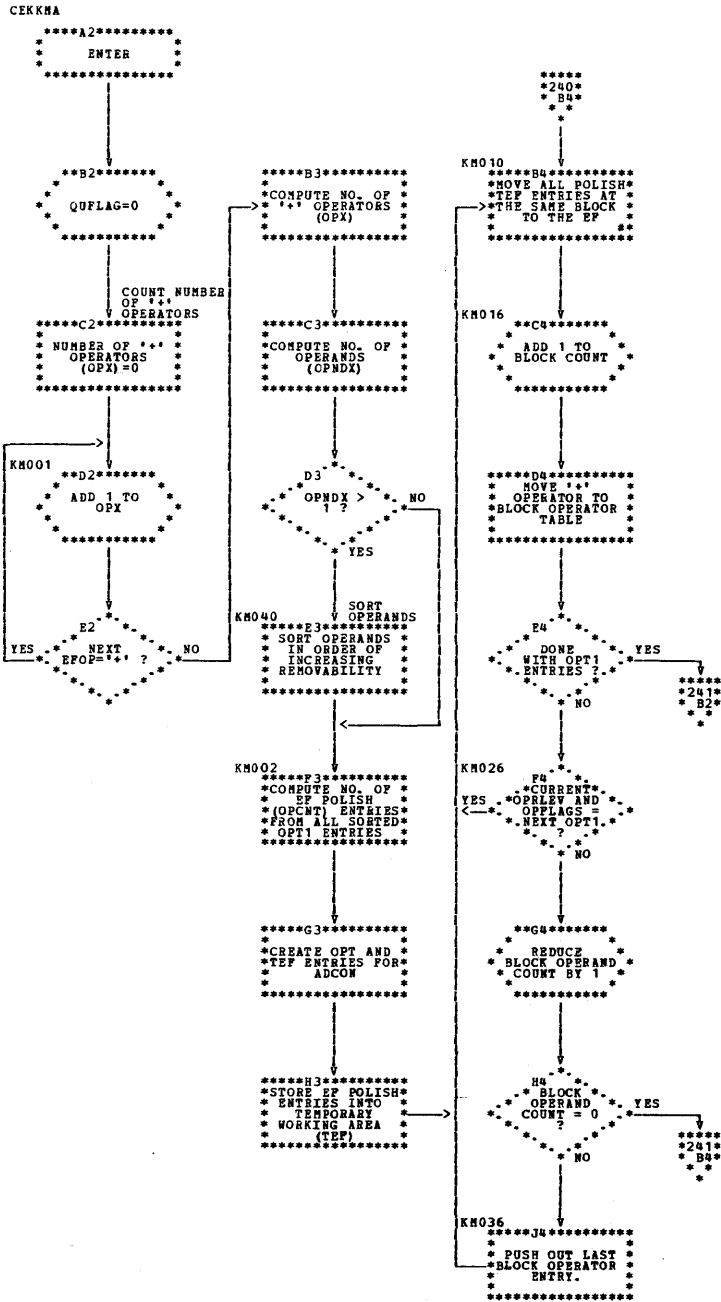 CEKKMA
A2
ENTER
B2
QUFLAG=0
COUNT NUMBER
OF '+'
OPERATORS
C2
NUMBER OF '+'
OPERATORS
(OPX)=0
KM001
D2
ADD 1 TO
OPX
E2
NEXT
EFOP='+' ?
YES
NO
B3
COMPUTE NO. OF
'+' OPERATORS
(OPX)
C3
COMPUTE NO. OF
OPERANDS
(OPNDX)
D3
OPNDX >
1 ?
NO
YES
SORT
OPERANDS
KM040
E3
SORT OPERANDS
IN ORDER OF
INCREASING
REMOVABILITY
KM002
F3
COMPUTE NO. OF
EF POLISH
(OPCNT) ENTRIES
FROM ALL SORTED
OPT1 ENTRIES
G3
CREATE OPT AND
TEF ENTRIES FOR
ADCON
H3
STORE EF POLISH
ENTRIES INTO
TEMPORARY
WORKING AREA
(TEF)
240
B4
KM010
B4
MOVE ALL POLISH
TEF ENTRIES AT
THE SAME BLOCK
TO THE EF
#
KM016
C4
ADD 1 TO
BLOCK COUNT
D4
MOVE '+'
OPERATOR TO
BLOCK OPERATOR
TABLE
E4
DONE
WITH OPT1
ENTRIES ?
YES
241
B2
NO
KM026
F4
CURRENT
OPRLEV AND
OPFLAGS =
NEXT OPT1
?
YES
NO
G4
REDUCE
BLOCK OPERAND
COUNT BY 1
H4
BLOCK
OPERAND
COUNT = 0
?
YES
241
B4
NO
KM036
J4
PUSH OUT LAST
BLOCK OPERATOR
ENTRY.